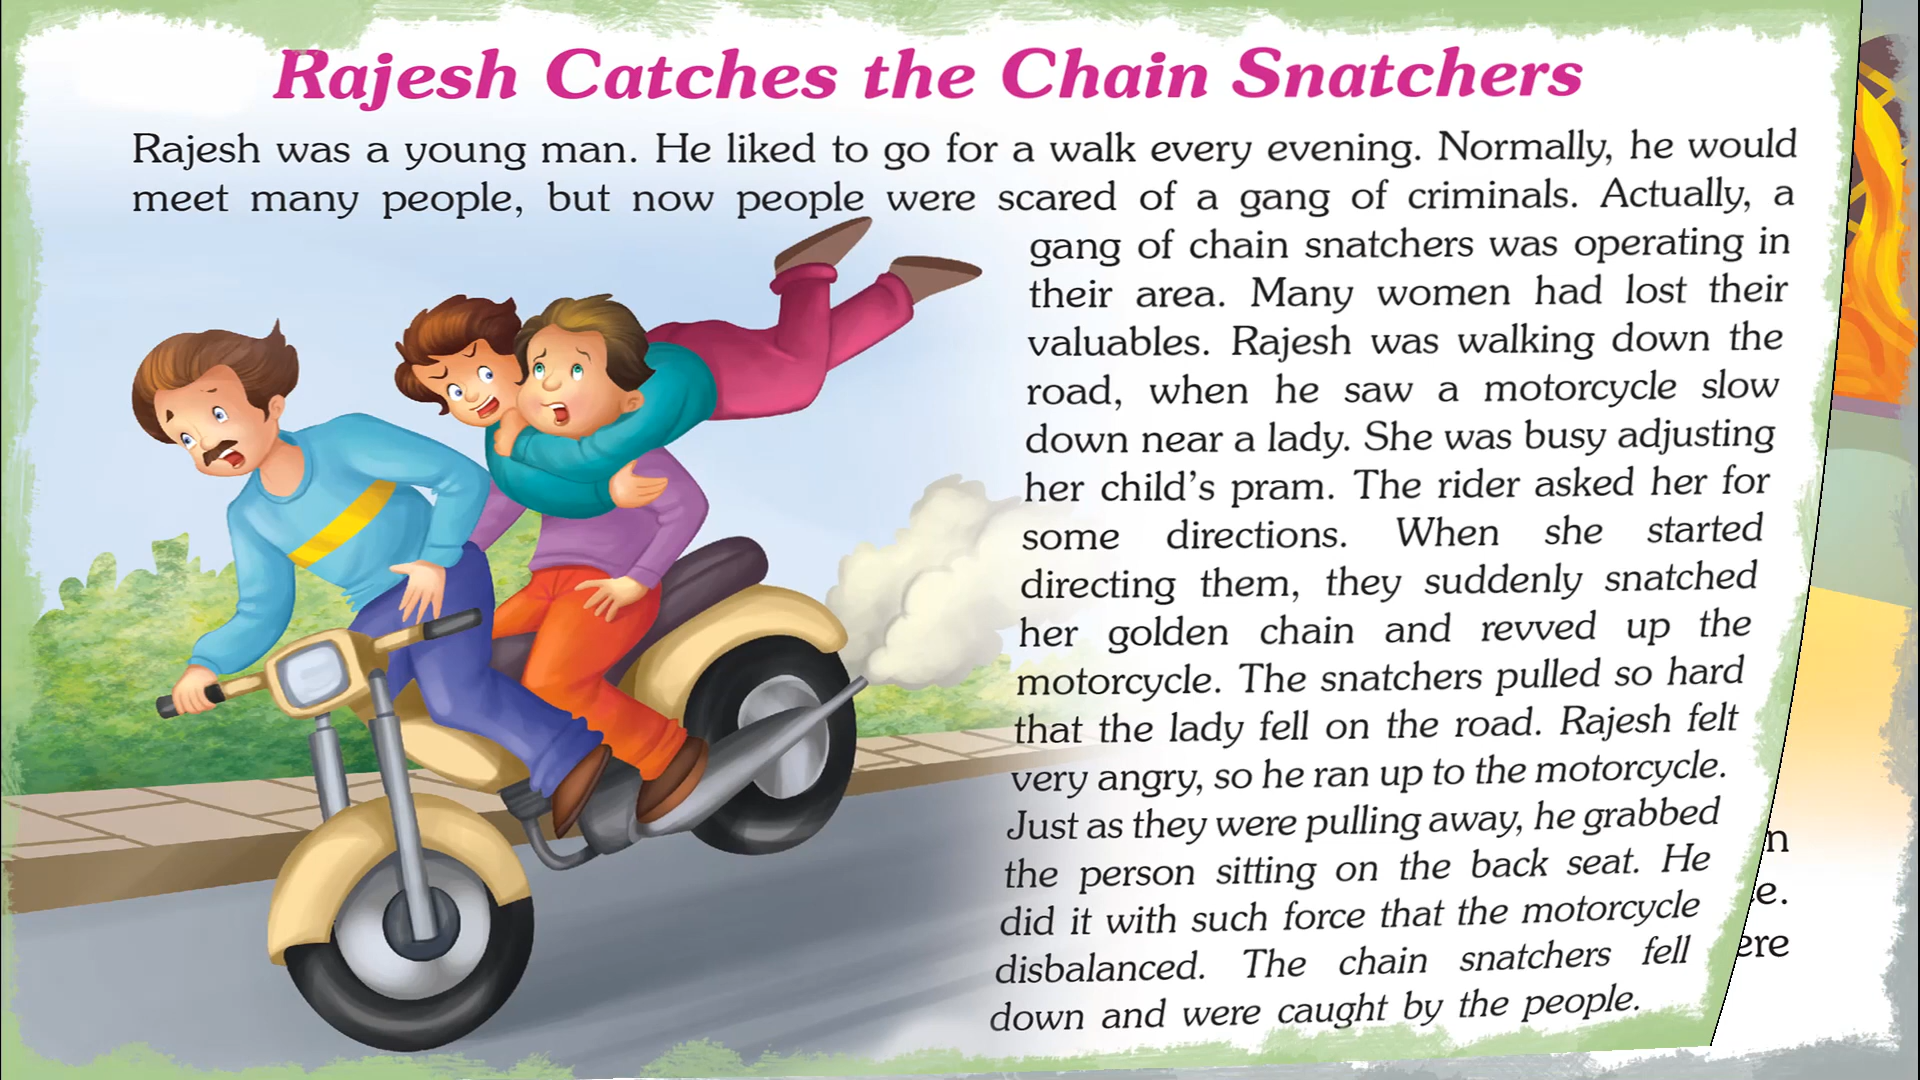 Rajesh Catches the Chain Snatchers
Rajesh was a young man. He liked to go for a walk every evening. Normally, he would
meet many people, but now people were scared of a gang of criminals. Actually, a
gang of chain snatchers was operating in
their area. Many women had lost their
valuables. Rajesh was walking down the
road, when he saw a motorcycle slow
down near a lady. She was busy adjusting
her child's pram. The rider asked her for
some directions. When she started
directing them, they suddenly snatched
her golden chain and revved up the
motorcycle. The snatchers pulled so hard
that the lady fell on the road. Rajesh felt
very angry, so he ran up to the motorcycle.
Just as they were pulling away, he grabbed
the person sitting on the back seat. He
did it with such force that the motorcycle
disbalanced. The chain snatchers fell
down and were caught by the people.